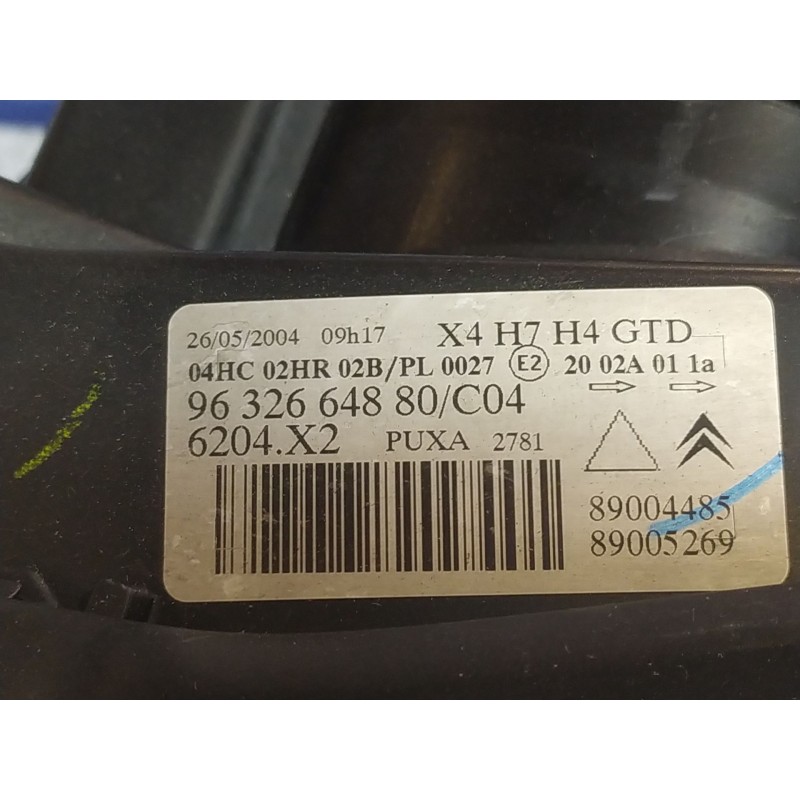 26/05/2004 09h17 X4 H7 H4 GTD
04HC 02HR 02B/PL 0027 E2 20 02A 01 1a
96 326 648 80/C04
6204.X2 PUXA 2781
89004485
89005269